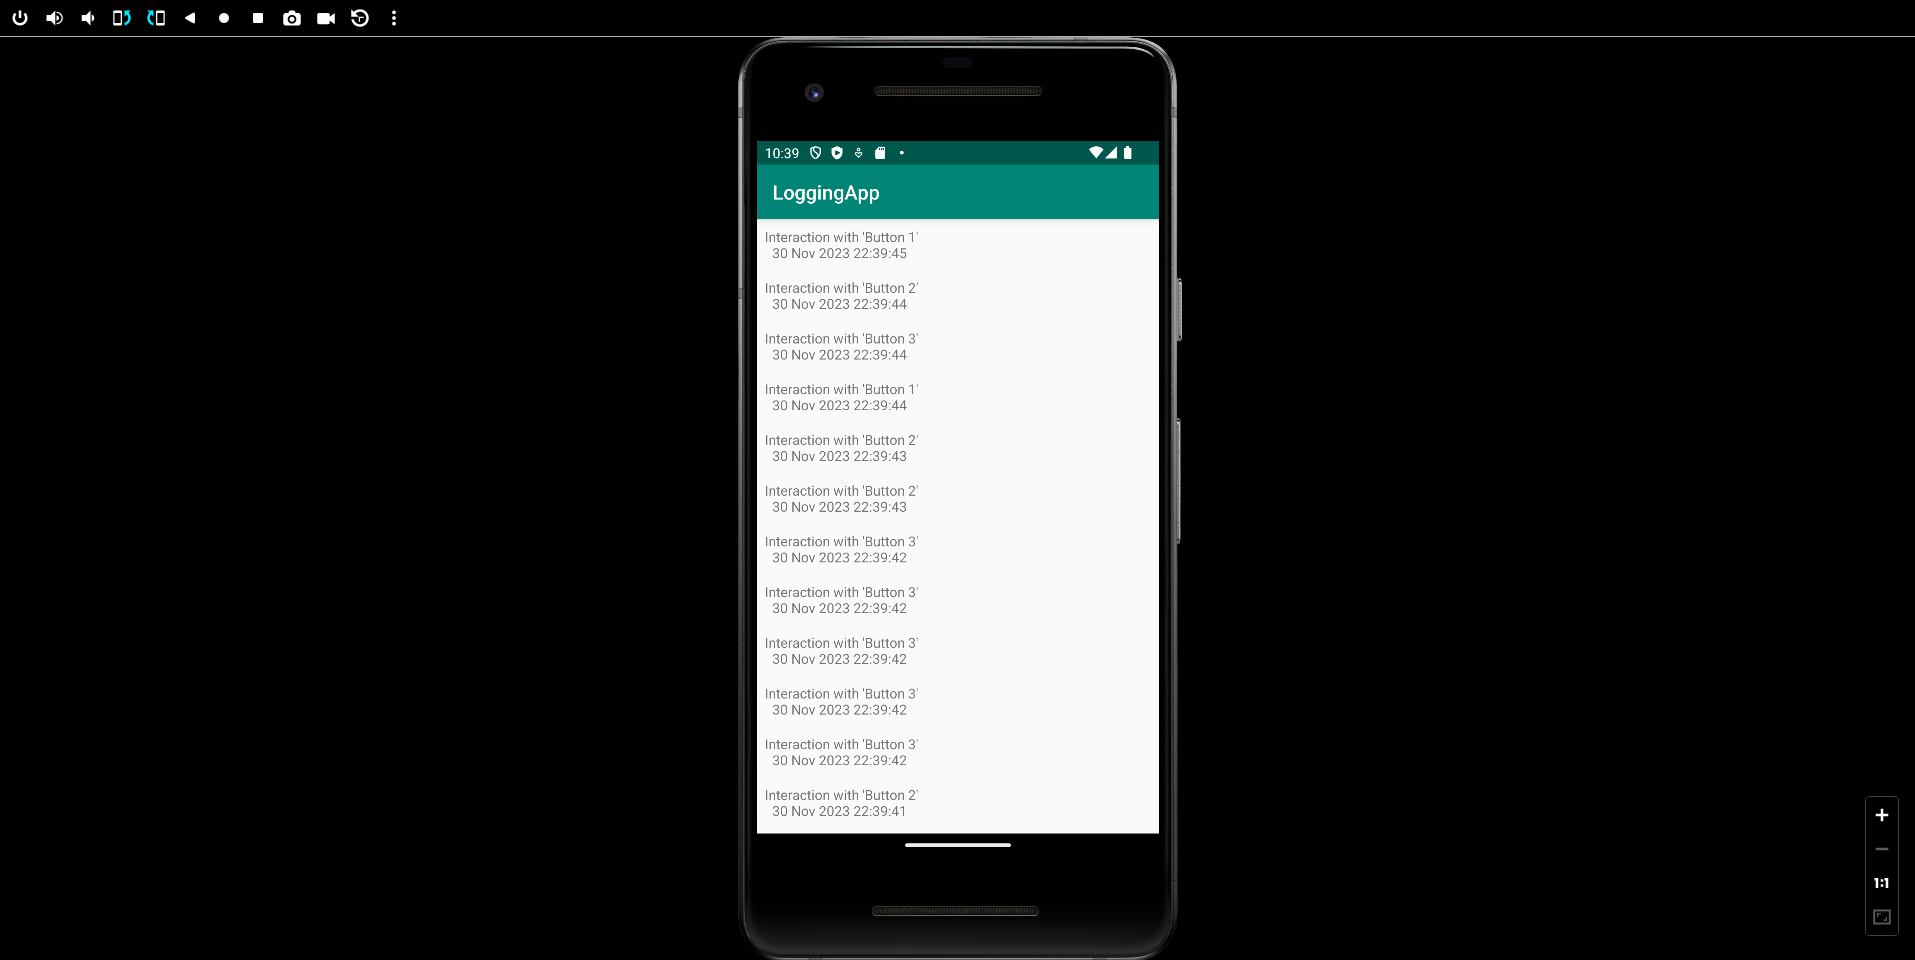 10:39
LoggingApp
Interaction with 'Button 1'
30 Nov 2023 22:39:45
Interaction with 'Button 2'
30 Nov 2023 22:39:44
Interaction with 'Button 3'
30 Nov 2023 22:39:44
Interaction with 'Button 1'
30 Nov 2023 22:39:44
Interaction with 'Button 2'
30 Nov 2023 22:39:43
Interaction with 'Button 2'
30 Nov 2023 22:39:43
Interaction with 'Button 3'
30 Nov 2023 22:39:42
Interaction with 'Button 3'
30 Nov 2023 22:39:42
Interaction with 'Button 3'
30 Nov 2023 22:39:42
Interaction with 'Button 3'
30 Nov 2023 22:39:42
Interaction with 'Button 3'
30 Nov 2023 22:39:42
Interaction with 'Button 2'
30 Nov 2023 22:39:41
1:1